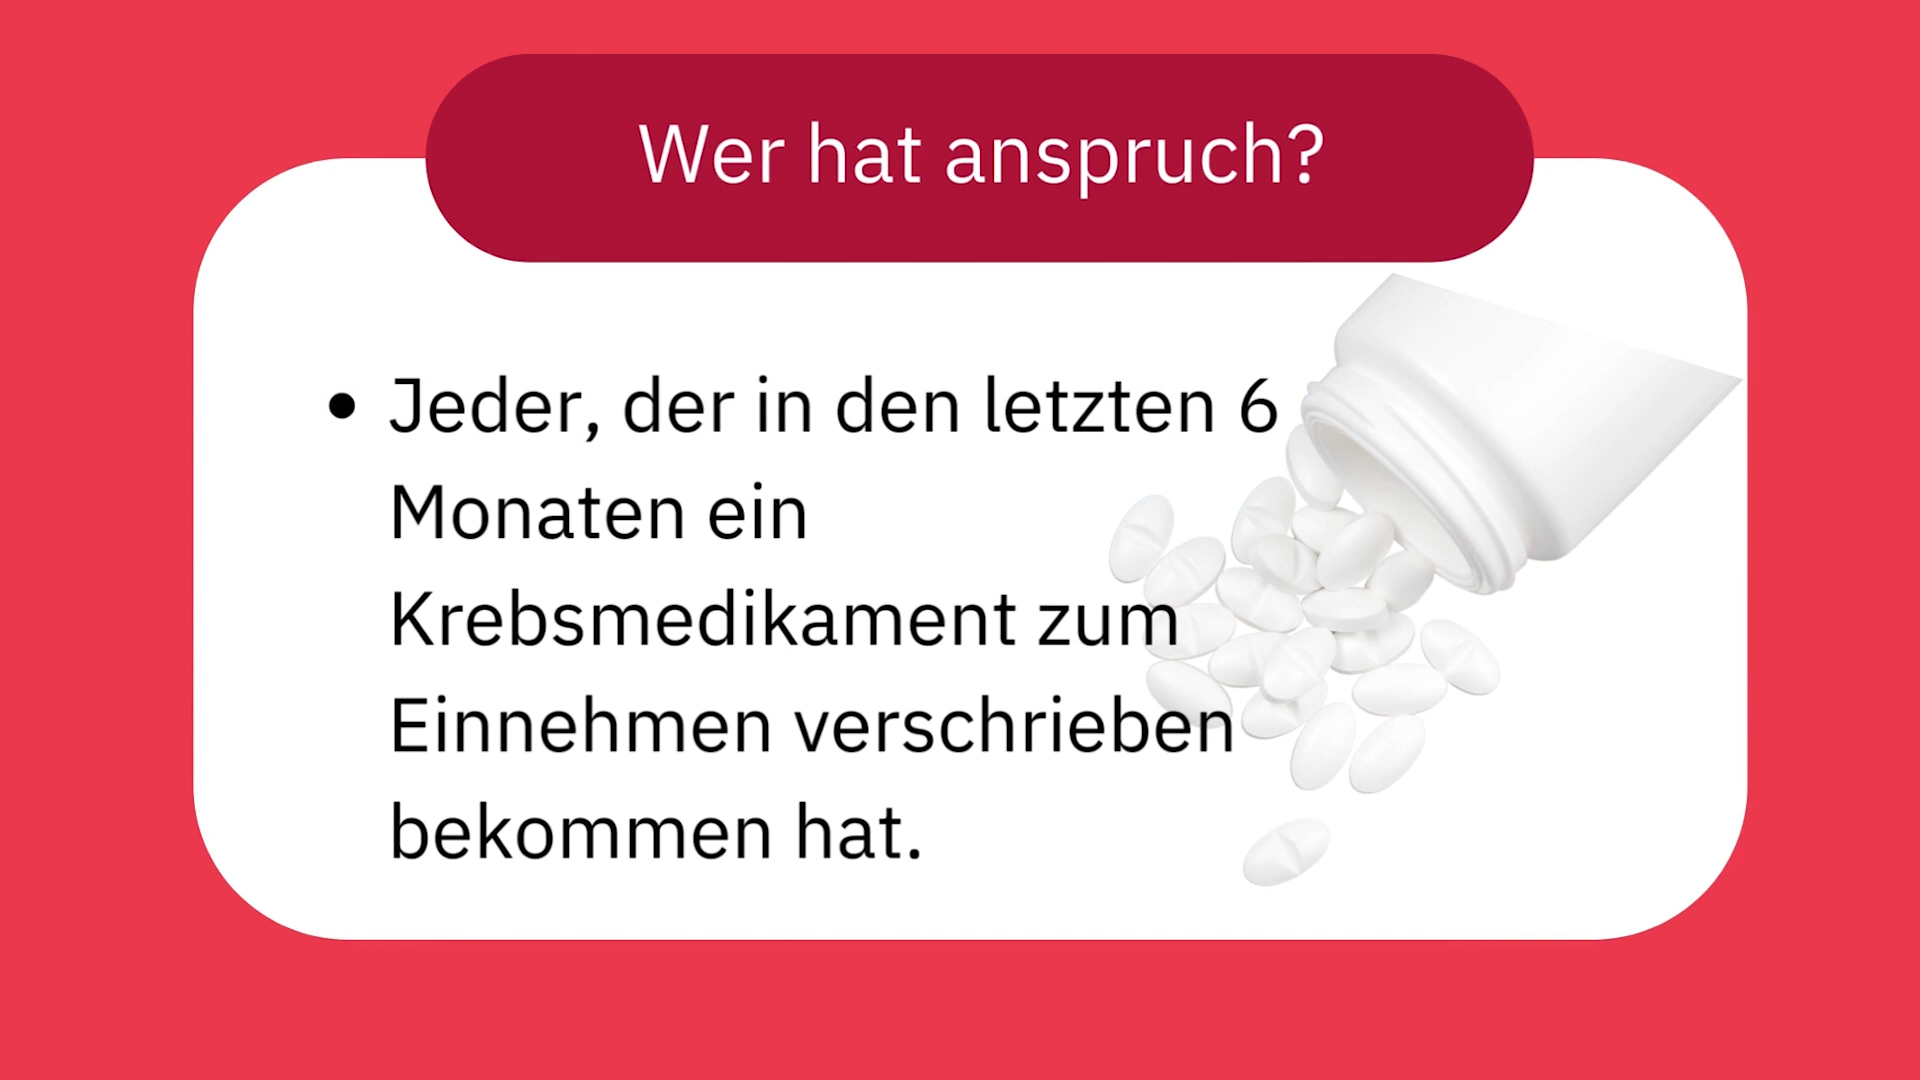 Wer hat anspruch?
• Jeder, der in den letzten 6
Monaten ein
Krebsmedikament zum
Einnehmen verschrieben
bekommen hat.